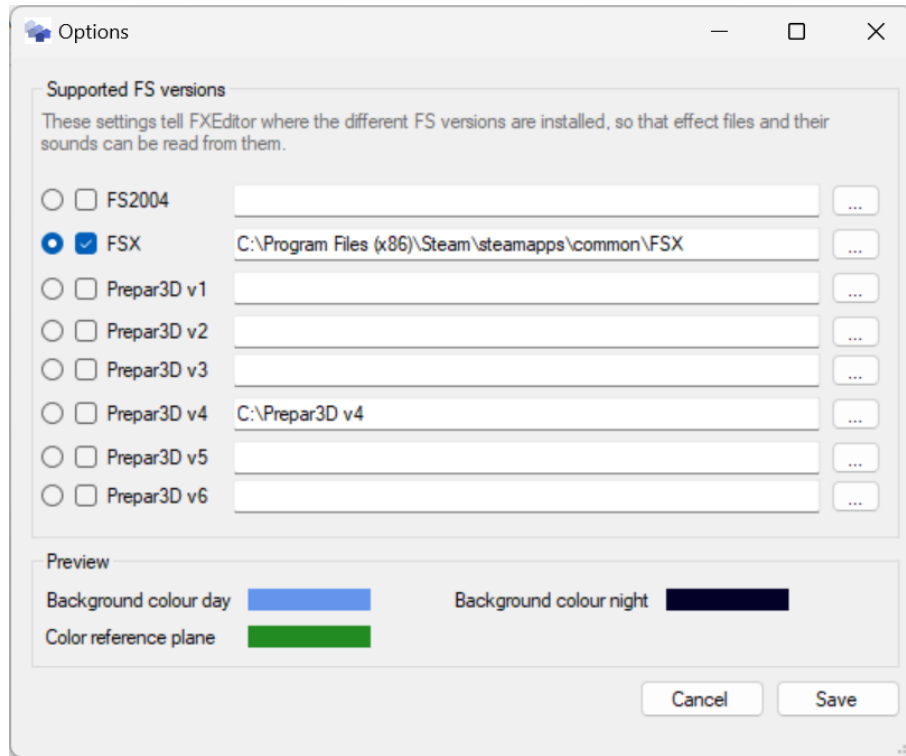 Options
Supported FS versions
These settings tell FXEditor where the different FS versions are installed, so that effect files and their
sounds can be read from them.
FS2004 ...
FSX C:\Program Files (x86)\Steam\steamapps\common\FSX ...
Prepar3D v1 ...
Prepar3D v2 ...
Prepar3D v3 ...
Prepar3D v4 C:\Prepar3D v4 ...
Prepar3D v5 ...
Prepar3D v6 ...
Preview
Background colour day Background colour night
Color reference plane
Cancel Save